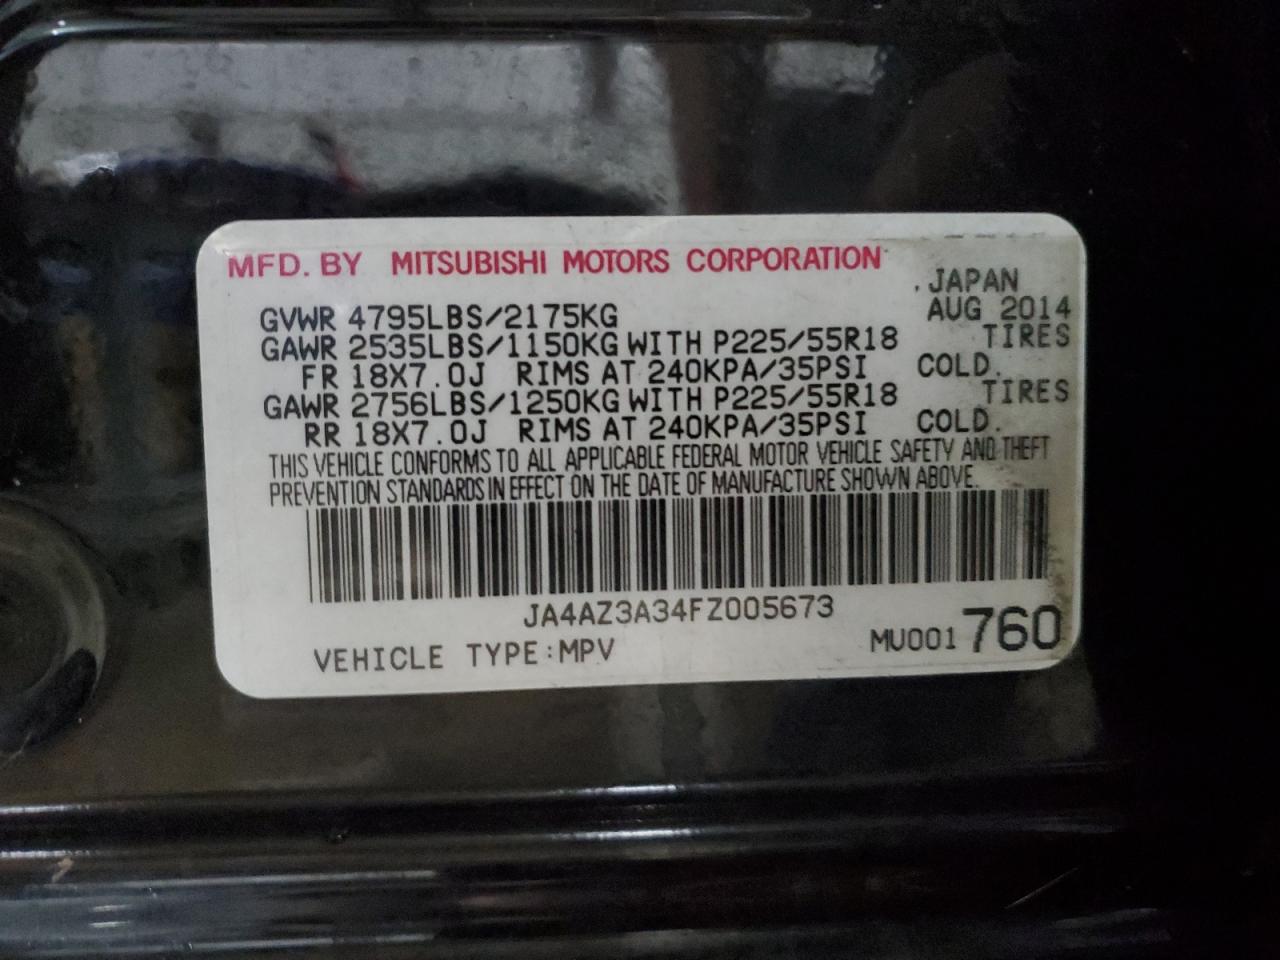 MFD. BY MITSUBISHI MOTORS CORPORATION
. JAPAN
GVWR 4795LBS/2175KG AUG 2014
GAWR 2535LBS/1150KG WITH P225/55R18 TIRES
FR 18X7.0J RIMS AT 240KPA/35PSI COLD.
GAWR 2756LBS/1250KG WITH P225/55R18 TIRES
RR 18X7.0J RIMS AT 240KPA/35PSI COLD.
THIS VEHICLE CONFORMS TO ALL APPLICABLE FEDERAL MOTOR VEHICLE SAFETY AND THEFT
PREVENTION STANDARDS IN EFFECT ON THE DATE OF MANUFACTURE SHOWN ABOVE.
JA4AZ3A34FZ005673
VEHICLE TYPE:MPV MU001 760